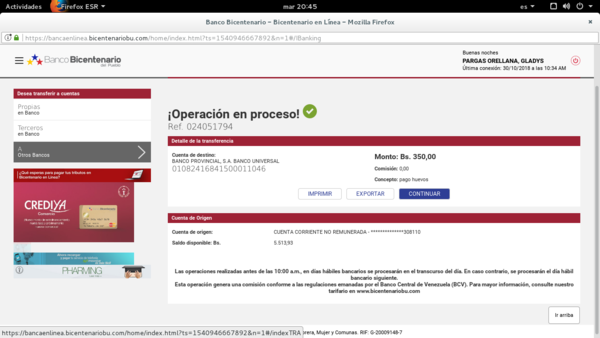 Actividades
Firefox ESR
mar 20:45
es
Banco Bicentenario ~ Bicentenario en Línea ~ Mozilla Firefox
https://bancaenlinea.bicentenariobu.com/home/index.html?ts=1540946667892&n=1#/IBanking
Banco Bicentenario
del Pueblo
Buenas noches
PARGAS ORELLANA, GLADYS
Última conexión: 30/10/2018 a las 10:34 AM
Desea transferir a cuentas
Propias
en Banco
Terceros
en Banco
A
Otros Bancos
¿Qué esperas para pagar tus tributos en
Bicentenario en Línea?
CREDIYA
PHARMING
¡Operación en proceso!
Ref. 024051794
Detalle de la transferencia
Cuenta de destino:
BANCO PROVINCIAL, S.A. BANCO UNIVERSAL
01082416841500011046
Monto: Bs. 350,00
Comisión: 0,00
Concepto: pago huevos
IMPRIMIR
EXPORTAR
CONTINUAR
Cuenta de Origen
Cuenta de origen: CUENTA CORRIENTE NO REMUNERADA - **************308110
Saldo disponible: Bs. 5.513,93
Las operaciones realizadas antes de las 10:00 a.m., en días hábiles bancarios se procesarán en el transcurso del día. En caso contrario, se procesarán el día hábil
bancario siguiente.
Esta operación genera una comisión conforme a las regulaciones emanadas por el Banco Central de Venezuela (BCV). Para mayor información, consulte nuestro
tarifario en www.bicentenariobu.com
Ir arriba
https://bancaenlinea.bicentenariobu.com/home/index.html?ts=1540946667892&n=1#/indexTRA
Mujer y Comunas. RIF: G-20009148-7